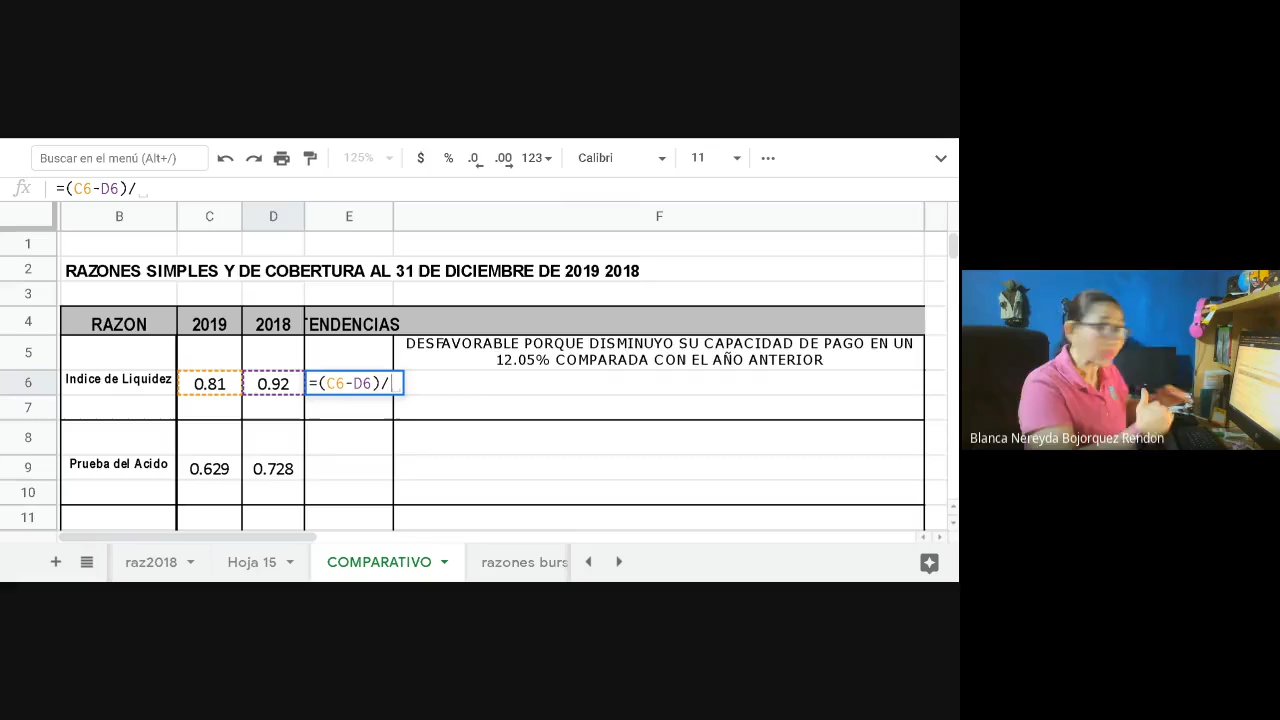 Buscar en el menú (Alt+/) 125% $ % .0 .00 123 Calibri 11
fx =(C6-D6)/
B C D E F
1
2 RAZONES SIMPLES Y DE COBERTURA AL 31 DE DICIEMBRE DE 2019 2018
3
4 RAZON 2019 2018 TENDENCIAS
5 DESFAVORABLE PORQUE DISMINUYO SU CAPACIDAD DE PAGO EN UN
12.05% COMPARADA CON EL AÑO ANTERIOR
6 Indice de Liquidez 0.81 0.92 =(C6-D6)/
7
8
9 Prueba del Acido 0.629 0.728
10
11
raz2018 Hoja 15 COMPARATIVO razones burs
Blanca Nereyda Bojorquez Rendon